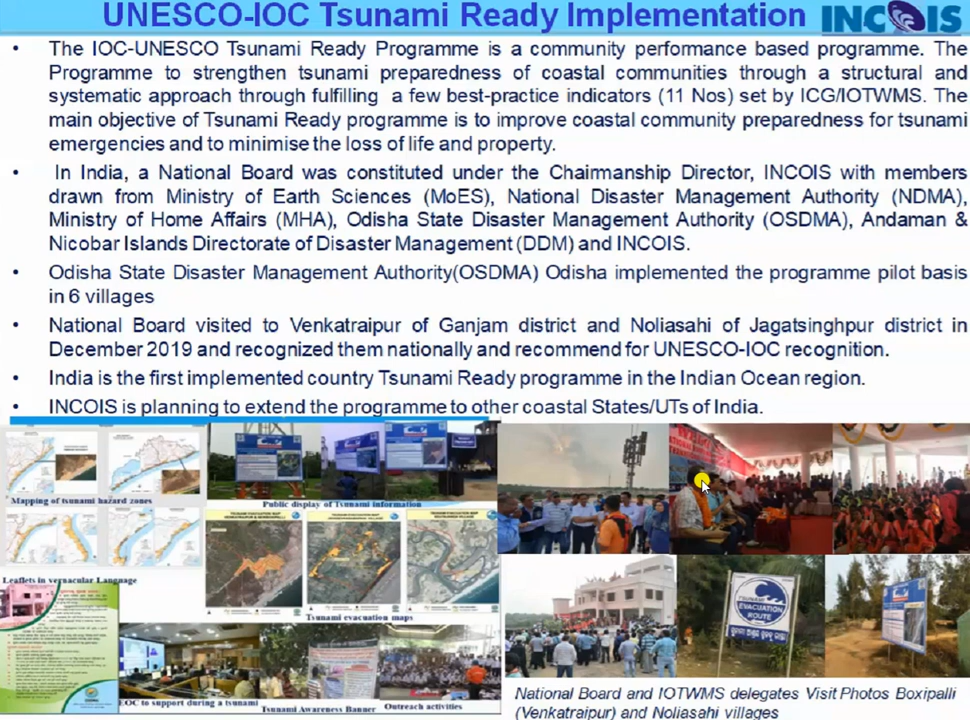 UNESCO-IOC Tsunami Ready Implementation
INCOIS
• The IOC-UNESCO Tsunami Ready Programme is a community performance based programme. The
Programme to strengthen tsunami preparedness of coastal communities through a structural and
systematic approach through fulfilling a few best-practice indicators (11 Nos) set by ICG/IOTWMS. The
main objective of Tsunami Ready programme is to improve coastal community preparedness for tsunami
emergencies and to minimise the loss of life and property.
• In India, a National Board was constituted under the Chairmanship Director, INCOIS with members
drawn from Ministry of Earth Sciences (MoES), National Disaster Management Authority (NDMA),
Ministry of Home Affairs (MHA), Odisha State Disaster Management Authority (OSDMA), Andaman &
Nicobar Islands Directorate of Disaster Management (DDM) and INCOIS.
• Odisha State Disaster Management Authority(OSDMA) Odisha implemented the programme pilot basis
in 6 villages
• National Board visited to Venkatraipur of Ganjam district and Noliasahi of Jagatsinghpur district in
December 2019 and recognized them nationally and recommend for UNESCO-IOC recognition.
• India is the first implemented country Tsunami Ready programme in the Indian Ocean region.
• INCOIS is planning to extend the programme to other coastal States/UTs of India.
Mapping of tsunami hazard zones
Public display of Tsunami information
TSUNAMI EVACUATION MAP
TSUNAMI EVACUATION MAP
TSUNAMI EVACUATION MAP
Leaflets in vernacular Language
Tsunami evacuation maps
TSUNAMI
EVACUATION
ROUTE
EOC to support during a tsunami
Tsunami Awareness Banner
Outreach activities
National Board and IOTWMS delegates Visit Photos Boxipalli
(Venkatraipur) and Noliasahi villages